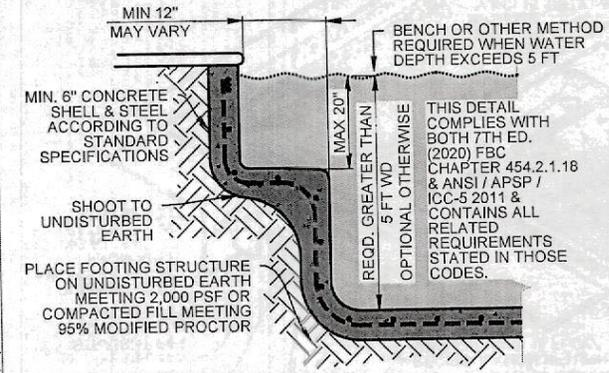 MIN 12"
MAY VARY
BENCH OR OTHER METHOD
REQUIRED WHEN WATER
DEPTH EXCEEDS 5 FT
MIN. 6" CONCRETE
SHELL & STEEL
ACCORDING TO
STANDARD
SPECIFICATIONS
MAX 20"
REQD. GREATER THAN
5 FT WD
OPTIONAL OTHERWISE
THIS DETAIL
COMPLIES WITH
BOTH 7TH ED.
(2020) FBC
CHAPTER 454.2.1.18
& ANSI / APSP /
ICC-5 2011 &
CONTAINS ALL
RELATED
REQUIREMENTS
STATED IN THOSE
CODES.
SHOOT TO
UNDISTURBED
EARTH
PLACE FOOTING STRUCTURE
ON UNDISTURBED EARTH
MEETING 2,000 PSF OR
COMPACTED FILL MEETING
95% MODIFIED PROCTOR